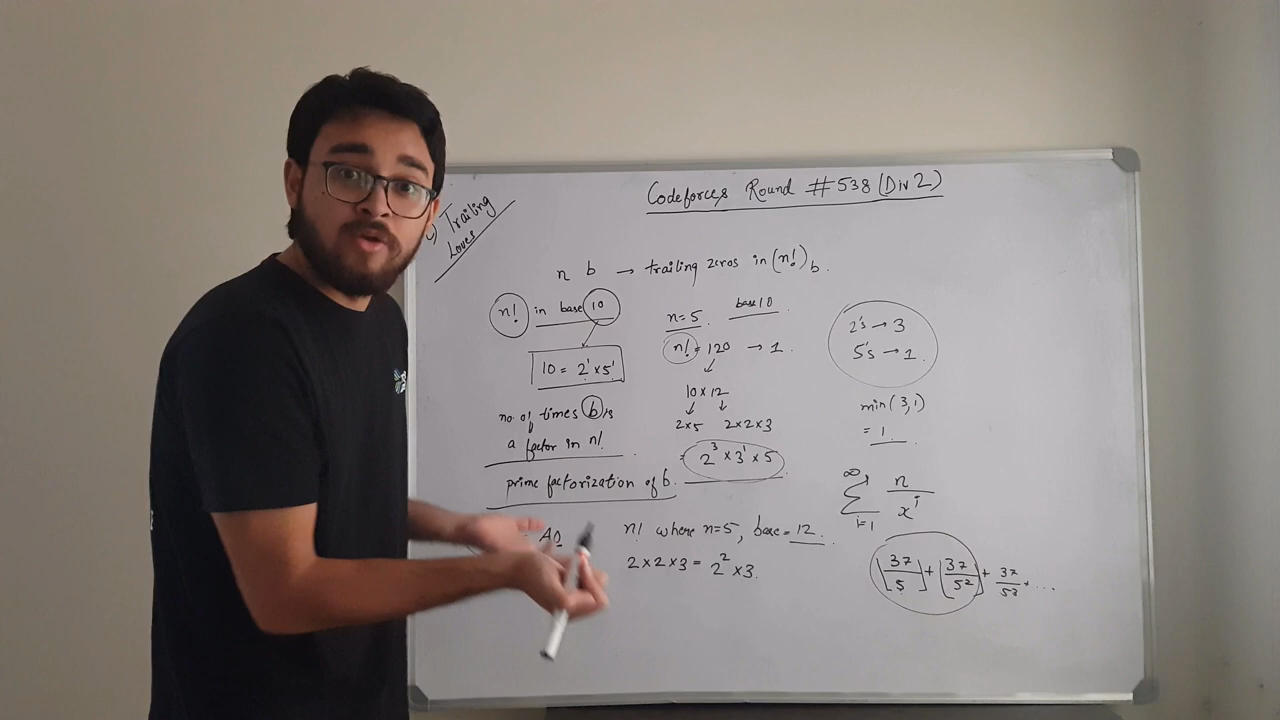 Codeforces Round #538 (Div 2)
Trailing
Loves
n b → trailing zeros in (n!)b.
n! in base 10
10 = 2¹ × 5¹
no. of times b is
a factor in n!
prime factorization of b.
A0
n=5. base 10
n! = 120 → 1.
10 × 12
2×5 2×2×3
= 2³ × 3¹ × 5
n! where n=5, base = 12.
2×2×3 = 2² × 3.
2's → 3
5's → 1.
min(3,1)
= 1.
∞
∑ n/xⁱ
i=1
⌊37/5⌋ + ⌊37/5²⌋ + 37/5³ + ...